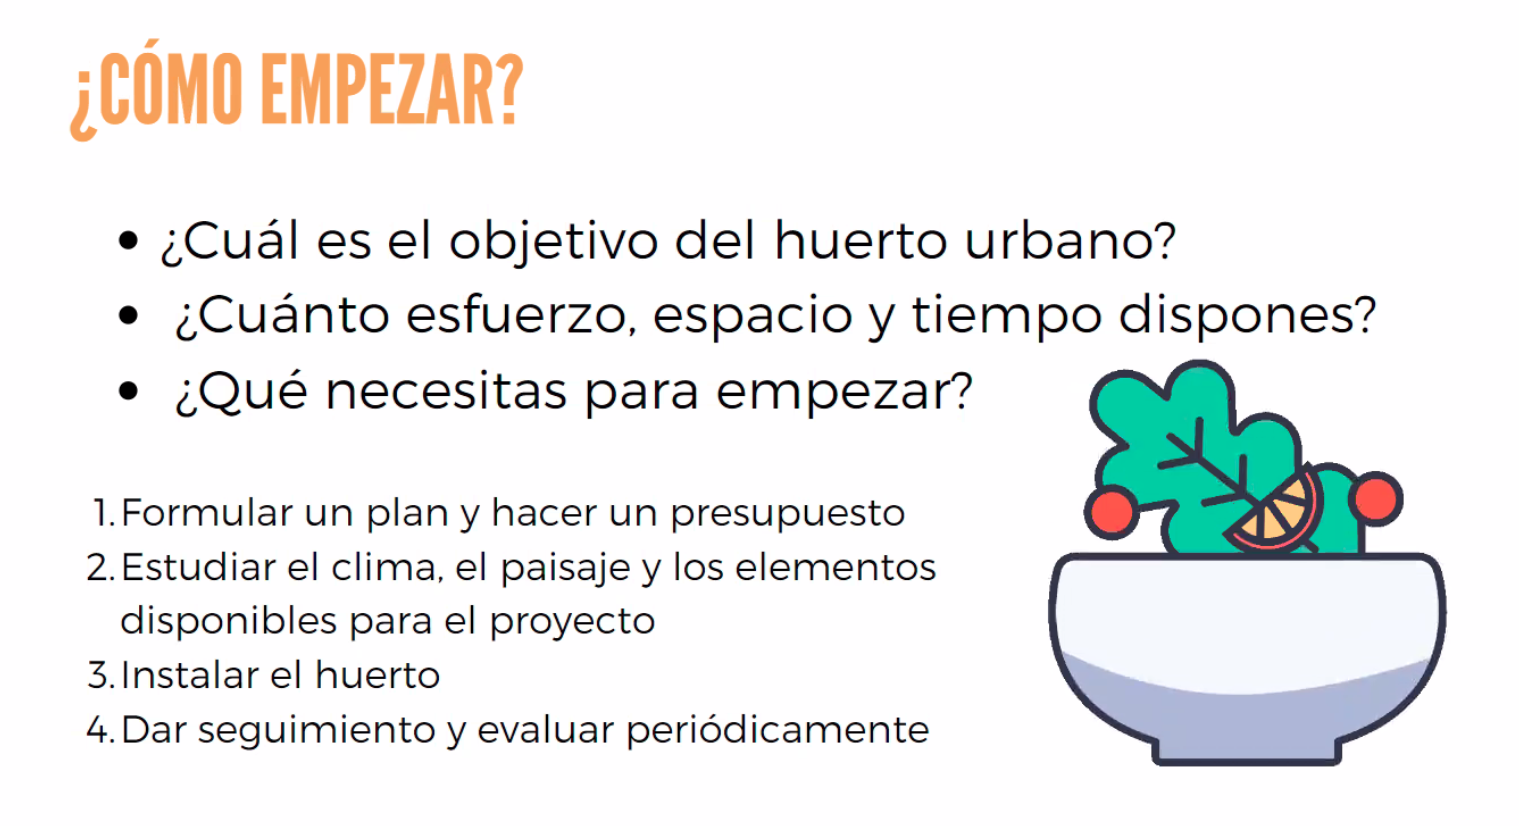 ¿CÓMO EMPEZAR?
• ¿Cuál es el objetivo del huerto urbano?
• ¿Cuánto esfuerzo, espacio y tiempo dispones?
• ¿Qué necesitas para empezar?
1. Formular un plan y hacer un presupuesto
2. Estudiar el clima, el paisaje y los elementos
disponibles para el proyecto
3. Instalar el huerto
4. Dar seguimiento y evaluar periódicamente